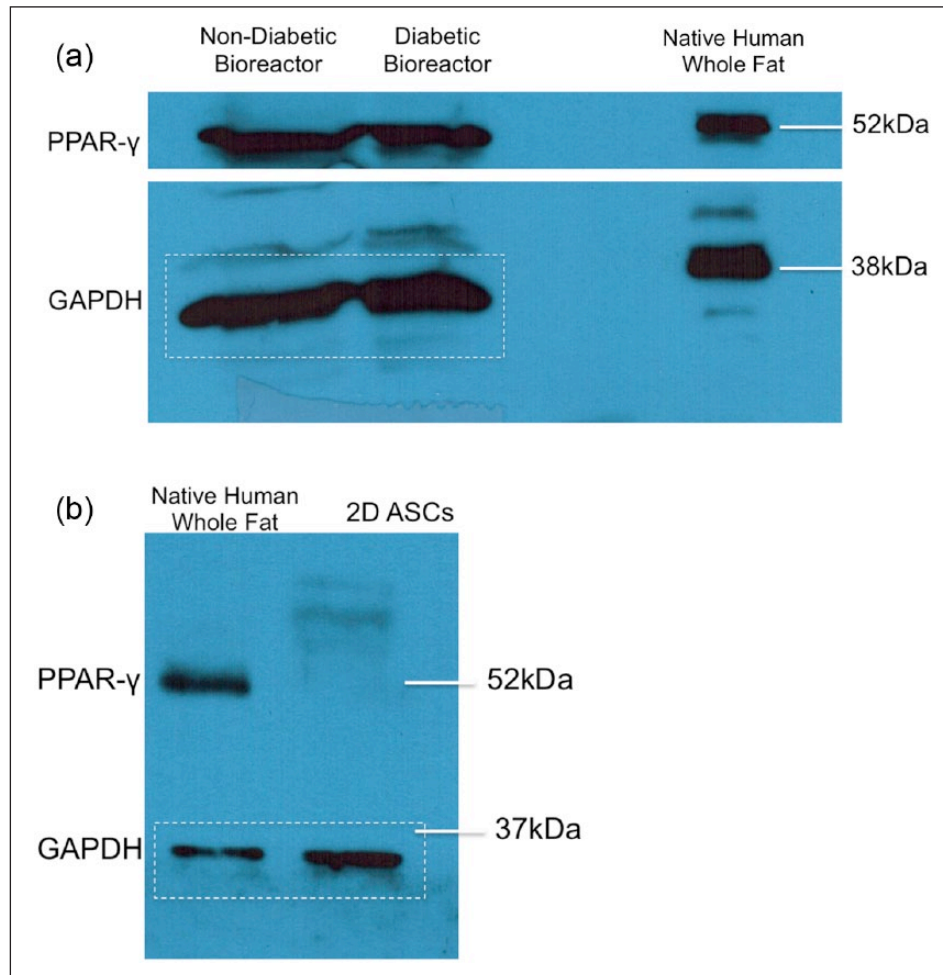 (a)
Non-Diabetic
Bioreactor
Diabetic
Bioreactor
Native Human
Whole Fat
PPAR-γ
52kDa
GAPDH
38kDa
(b)
Native Human
Whole Fat
2D ASCs
PPAR-γ
52kDa
37kDa
GAPDH